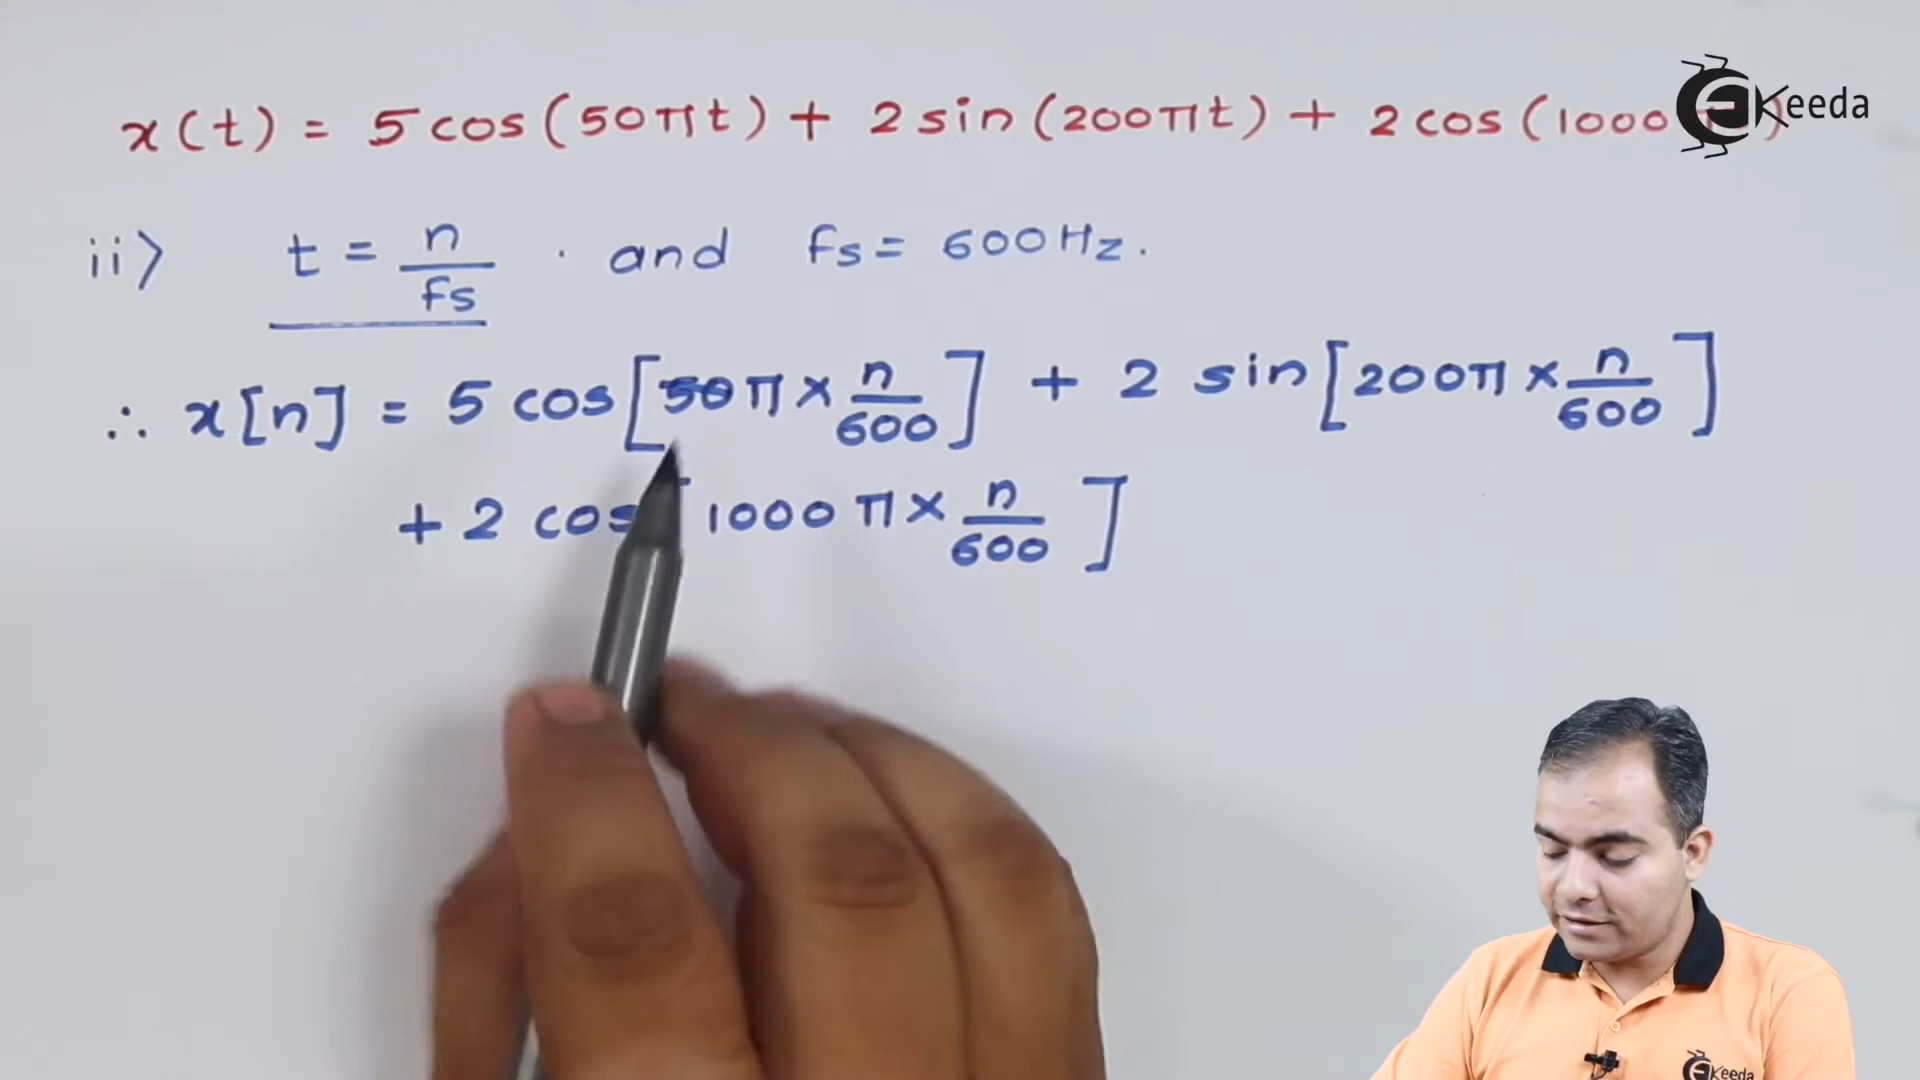 x(t) = 5 cos(50πt) + 2 sin(200πt) + 2 cos(1000
Keeda
ii> t = n/fs . and fs = 600Hz.
∴ x[n] = 5 cos[50π × n/600] + 2 sin[200π × n/600]
+ 2 cos[1000π × n/600]
Keeda